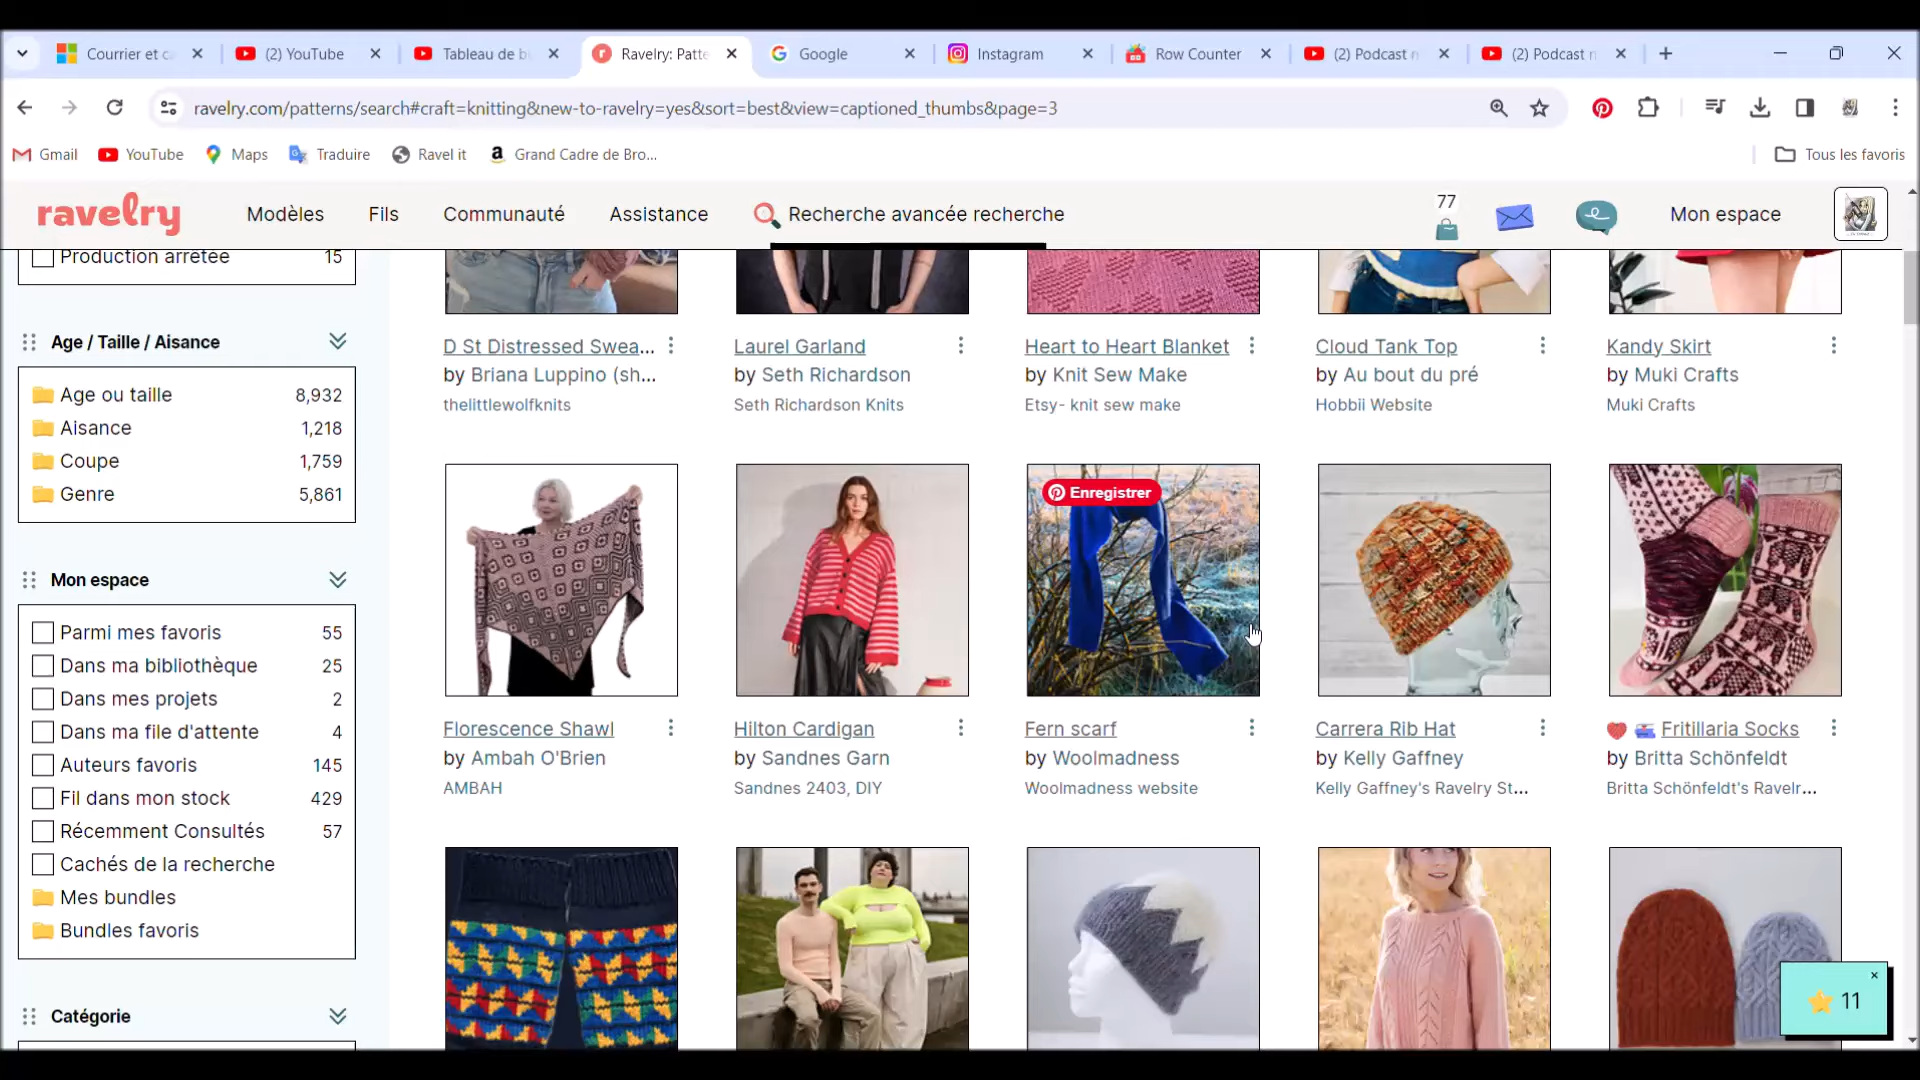 Courrier et c
(2) YouTube
Tableau de b
Ravelry: Patte
Google
Instagram
Row Counter
(2) Podcast n
(2) Podcast n
ravelry.com/patterns/search#craft=knitting&new-to-ravelry=yes&sort=best&view=captioned_thumbs&page=3
Gmail
YouTube
Maps
Traduire
Ravel it
Grand Cadre de Bro...
Tous les favoris
ravelry
Modèles
Fils
Communauté
Assistance
Recherche avancée recherche
77
Mon espace
Production arrêtée 15
Age / Taille / Aisance
Age ou taille 8,932
Aisance 1,218
Coupe 1,759
Genre 5,861
Mon espace
Parmi mes favoris 55
Dans ma bibliothèque 25
Dans mes projets 2
Dans ma file d'attente 4
Auteurs favoris 145
Fil dans mon stock 429
Récemment Consultés 57
Cachés de la recherche
Mes bundles
Bundles favoris
Catégorie
D St Distressed Swea...
by Briana Luppino (sh...
thelittlewolfknits
Laurel Garland
by Seth Richardson
Seth Richardson Knits
Heart to Heart Blanket
by Knit Sew Make
Etsy- knit sew make
Cloud Tank Top
by Au bout du pré
Hobbii Website
Kandy Skirt
by Muki Crafts
Muki Crafts
Enregistrer
Florescence Shawl
by Ambah O'Brien
AMBAH
Hilton Cardigan
by Sandnes Garn
Sandnes 2403, DIY
Fern scarf
by Woolmadness
Woolmadness website
Carrera Rib Hat
by Kelly Gaffney
Kelly Gaffney's Ravelry St...
Fritillaria Socks
by Britta Schönfeldt
Britta Schönfeldt's Ravelr...
11